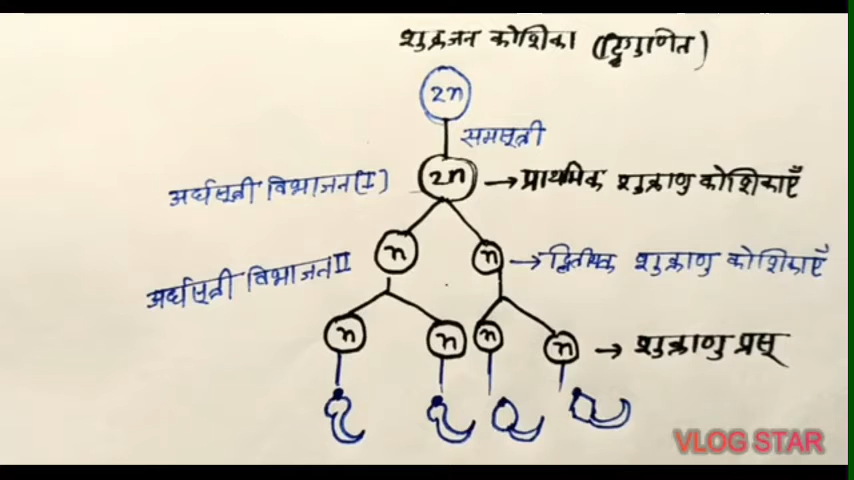 शुक्रजन कोशिका (द्विगुणित)
2n
समसूत्री
अर्धसूत्री विभाजन(I)
2n
→ प्राथमिक शुक्राणु कोशिकाएँ
n
n
→ द्वितीयक शुक्राणु कोशिकाएँ
अर्धसूत्री विभाजन II
n
n
n
n
→ शुक्राणु प्रसू
VLOG STAR